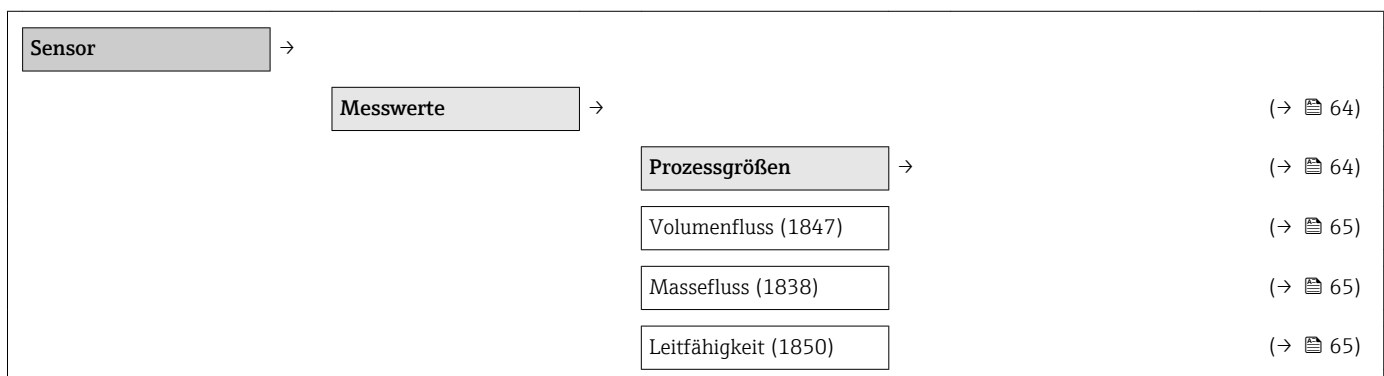 Sensor →
Messwerte → (→ 64)
Prozessgrößen → (→ 64)
Volumenfluss (1847) (→ 65)
Massefluss (1838) (→ 65)
Leitfähigkeit (1850) (→ 65)